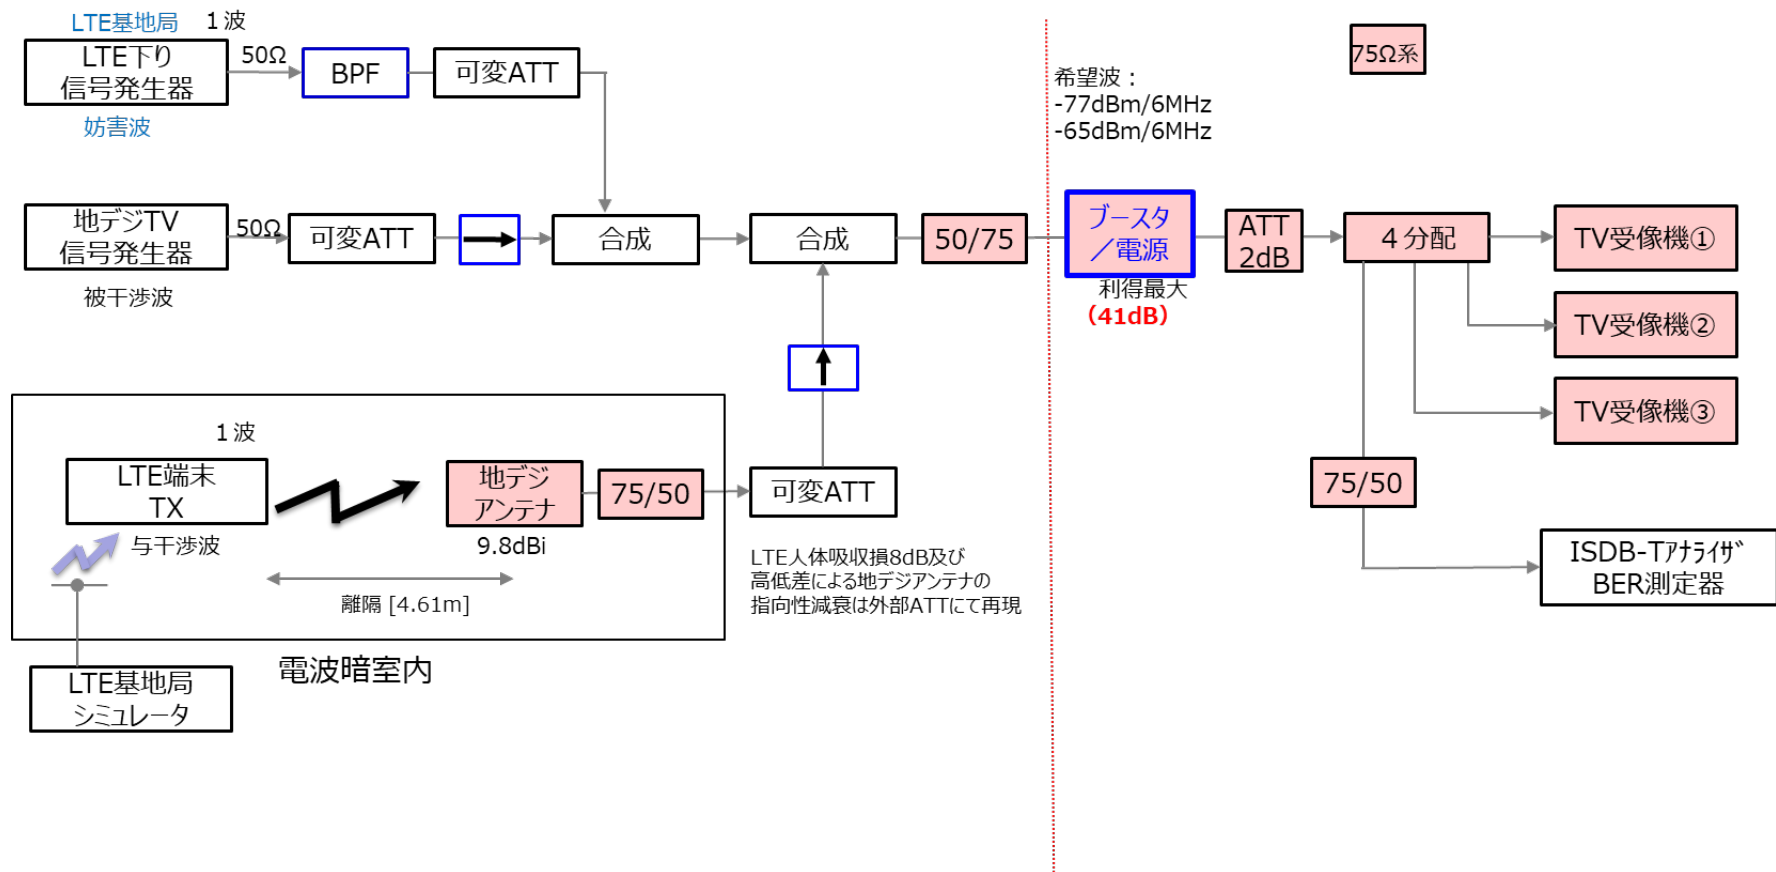 LTE基地局
1波
LTE下り
信号発生器
50Ω
BPF
可変ATT
妨害波
希望波：
-77dBm/6MHz
-65dBm/6MHz
75Ω系
地デジTV
信号発生器
50Ω
可変ATT
合成
合成
50/75
被干渉波
ブースタ
／電源
利得最大
（41dB）
ATT
2dB
４分配
TV受像機①
TV受像機②
TV受像機③
1波
LTE端末
TX
与干渉波
地デジ
アンテナ
9.8dBi
75/50
可変ATT
離隔 [4.61m]
LTE人体吸収損8dB及び
高低差による地デジアンテナの
指向性減衰は外部ATTにて再現
75/50
ISDB-Tｱﾅﾗｲｻﾞ
BER測定器
電波暗室内
LTE基地局
シミュレータ